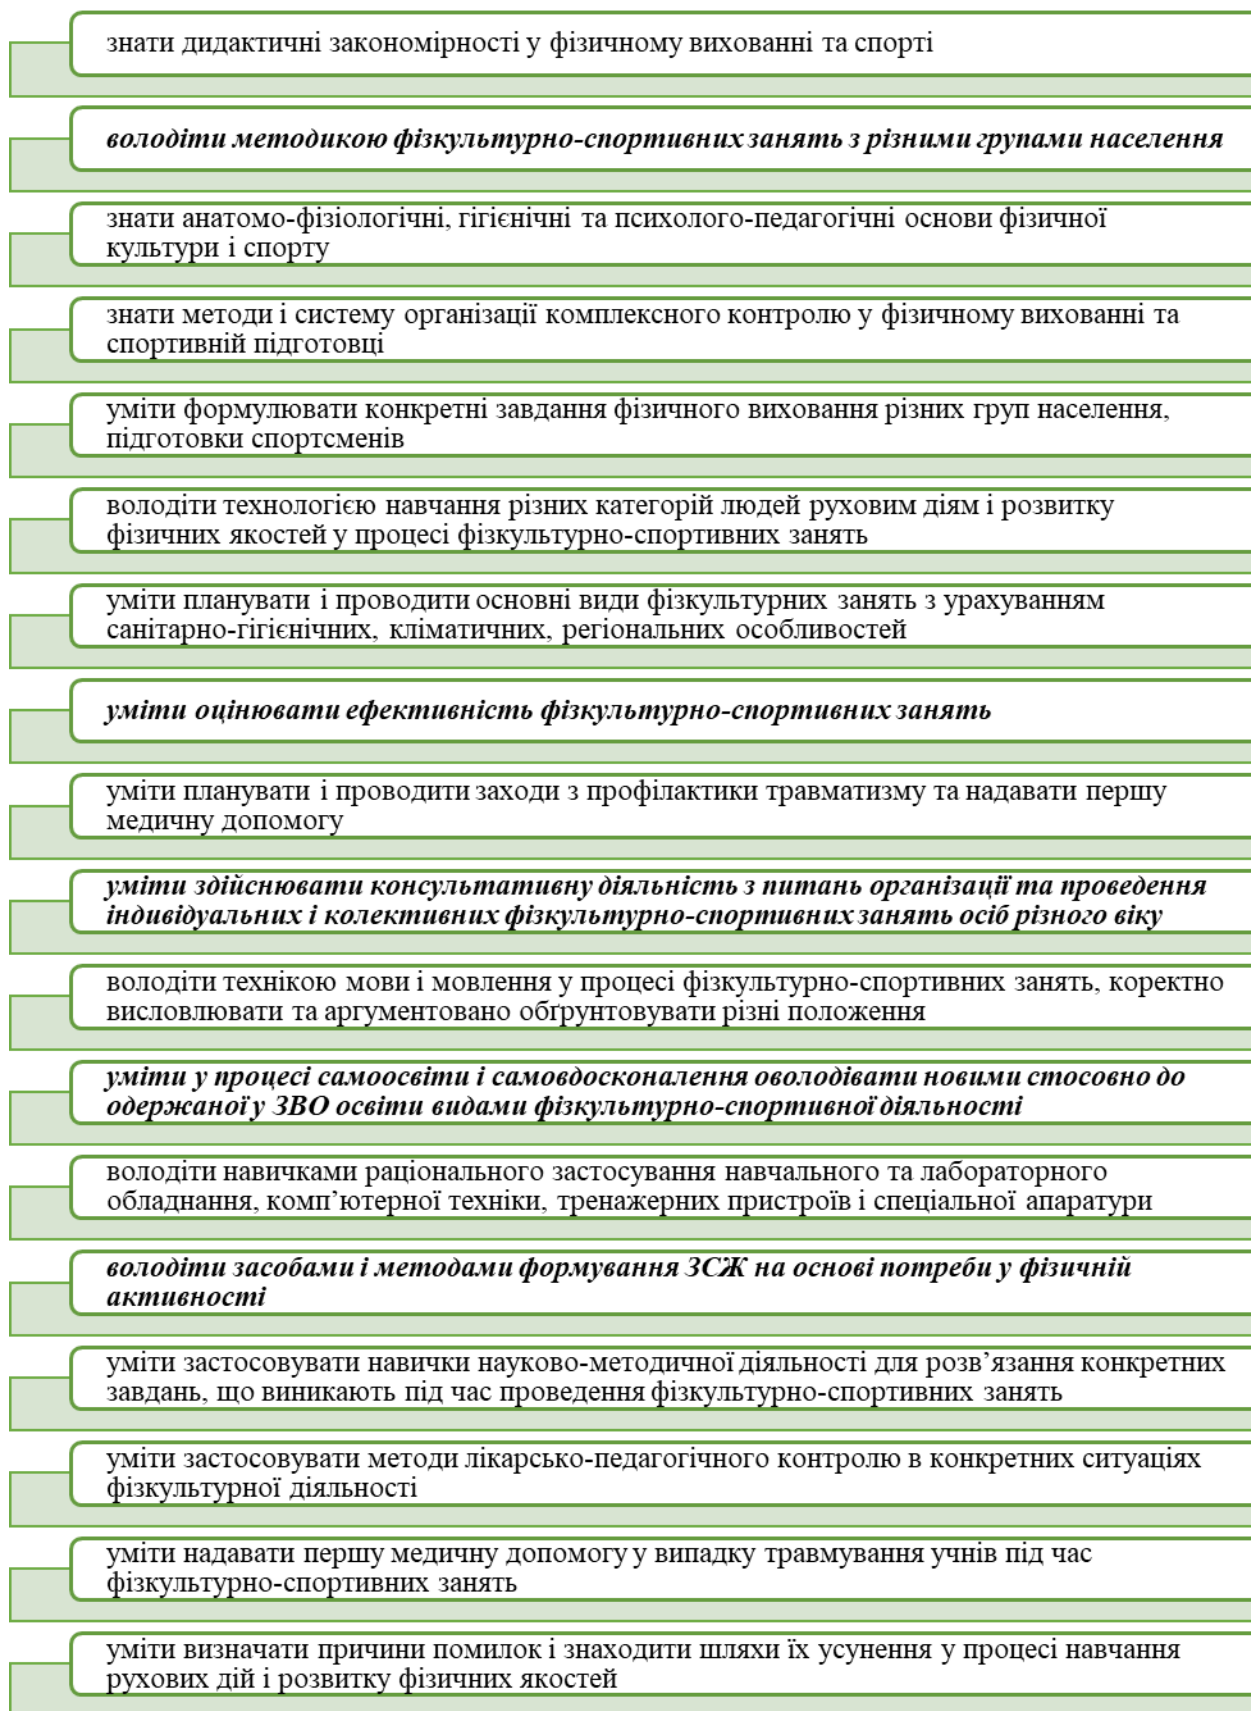 знати дидактичні закономірності у фізичному вихованні та спорті
володіти методикою фізкультурно-спортивних занять з різними групами населення
знати анатомо-фізіологічні, гігієнічні та психолого-педагогічні основи фізичної
культури і спорту
знати методи і систему організації комплексного контролю у фізичному вихованні та
спортивній підготовці
уміти формулювати конкретні завдання фізичного виховання різних груп населення,
підготовки спортсменів
володіти технологією навчання різних категорій людей руховим діям і розвитку
фізичних якостей у процесі фізкультурно-спортивних занять
уміти планувати і проводити основні види фізкультурних занять з урахуванням
санітарно-гігієнічних, кліматичних, регіональних особливостей
уміти оцінювати ефективність фізкультурно-спортивних занять
уміти планувати і проводити заходи з профілактики травматизму та надавати першу
медичну допомогу
уміти здійснювати консультативну діяльність з питань організації та проведення
індивідуальних і колективних фізкультурно-спортивних занять осіб різного віку
володіти технікою мови і мовлення у процесі фізкультурно-спортивних занять, коректно
висловлювати та аргументовано обґрунтовувати різні положення
уміти у процесі самоосвіти і самовдосконалення оволодівати новими стосовно до
одержаної у ЗВО освіти видами фізкультурно-спортивної діяльності
володіти навичками раціонального застосування навчального та лабораторного
обладнання, комп’ютерної техніки, тренажерних пристроїв і спеціальної апаратури
володіти засобами і методами формування ЗСЖ на основі потреби у фізичній
активності
уміти застосовувати навички науково-методичної діяльності для розв’язання конкретних
завдань, що виникають під час проведення фізкультурно-спортивних занять
уміти застосовувати методи лікарсько-педагогічного контролю в конкретних ситуаціях
фізкультурної діяльності
уміти надавати першу медичну допомогу у випадку травмування учнів під час
фізкультурно-спортивних занять
уміти визначати причини помилок і знаходити шляхи їх усунення у процесі навчання
рухових дій і розвитку фізичних якостей